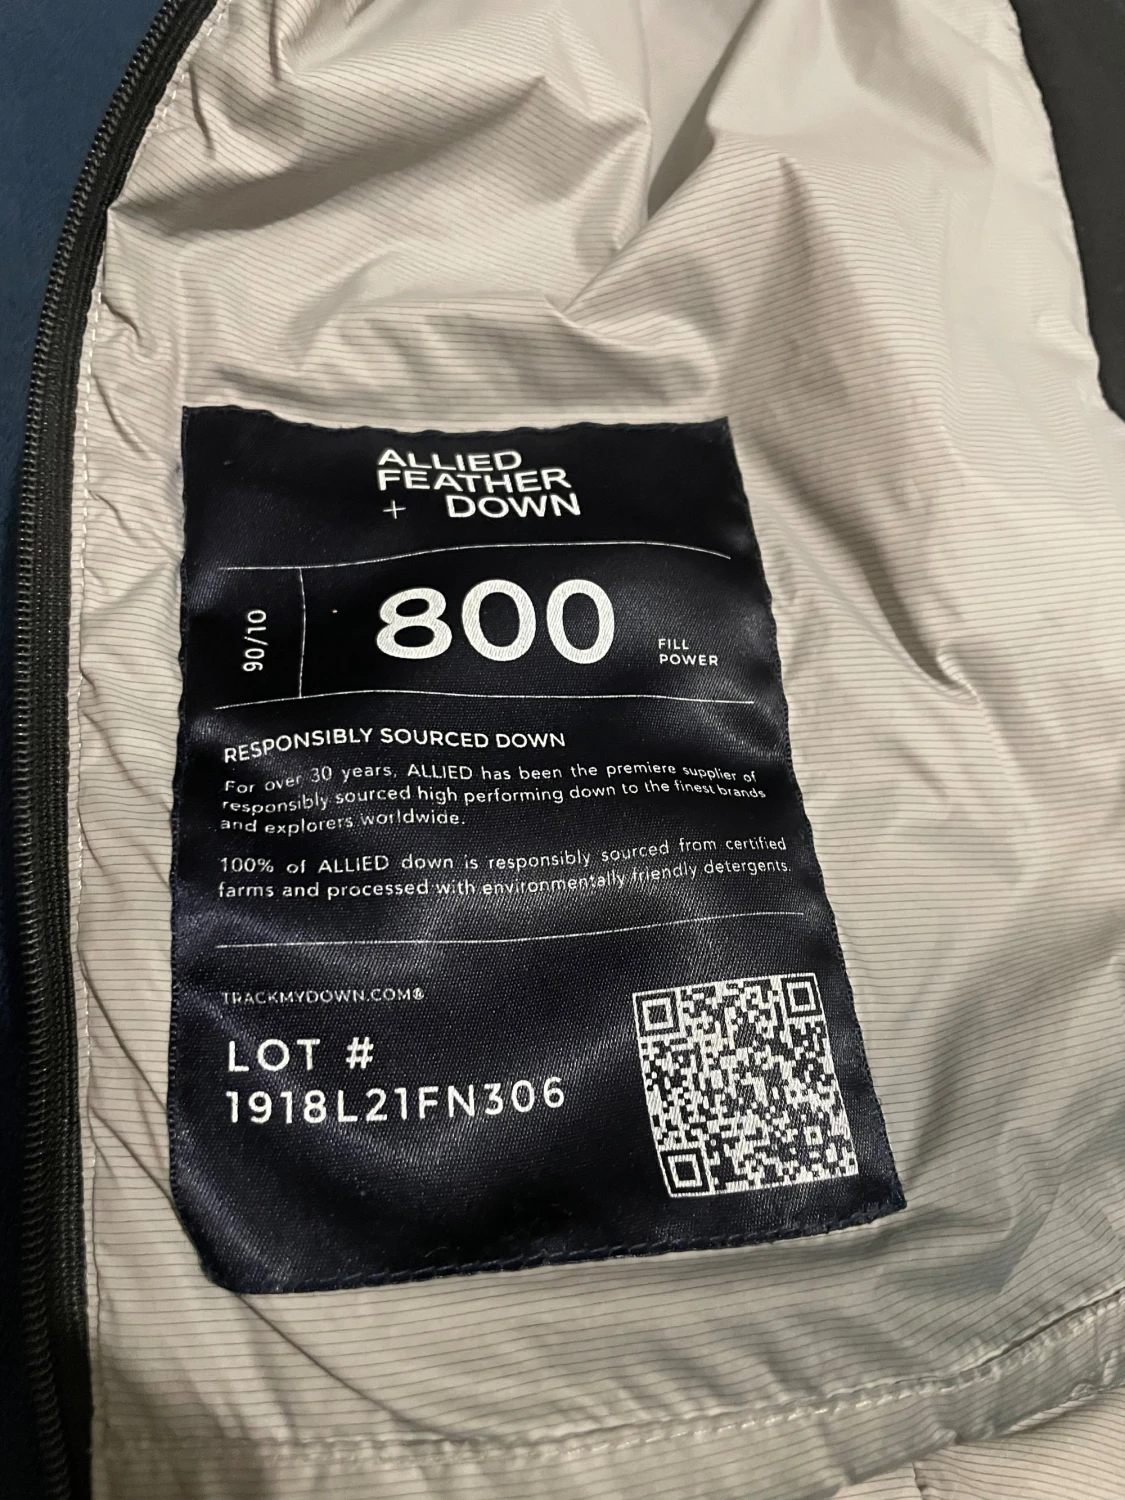 ALLIED
FEATHER
+ DOWN
90/10
800
FILL
POWER
RESPONSIBLY SOURCED DOWN
For over 30 years, ALLIED has been the premiere supplier of
responsibly sourced high performing down to the finest brands
and explorers worldwide.
100% of ALLIED down is responsibly sourced from certified
farms and processed with environmentally friendly detergents.
TRACKMYDOWN.COM®
LOT #
1918L21FN306